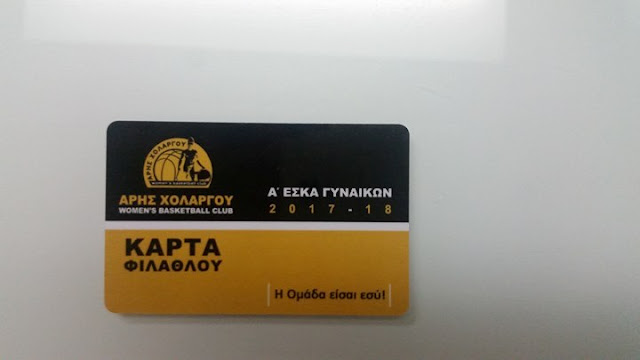 ΑΡΗΣ ΧΟΛΑΡΓΟΥ
ΑΡΗΣ ΧΟΛΑΡΓΟΥ
WOMEN'S BASKETBALL CLUB
Α΄ ΕΣΚΑ ΓΥΝΑΙΚΩΝ
2017-18
ΚΑΡΤΑ
ΦΙΛΑΘΛΟΥ
Η Ομάδα είσαι εσύ!